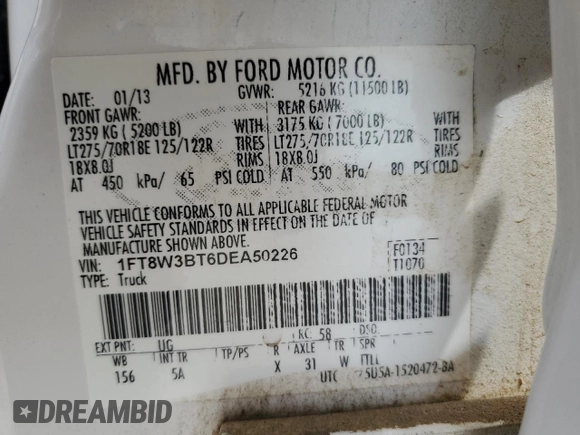 MFD. BY FORD MOTOR CO.
DATE: 01/13 GVWR: 5216 KG (11500 LB)
FRONT GAWR: REAR GAWR:
2359 KG (5200 LB) WITH 3175 KG (7000 LB) WITH
LT275/70R18E 125/122R TIRES LT275/70R18E 125/122R TIRES
18X8.0J RIMS 18X8.0J RIMS
AT 450 kPa/ 65 PSI COLD AT 550 kPa/ 80 PSI COLD
THIS VEHICLE CONFORMS TO ALL APPLICABLE FEDERAL MOTOR
VEHICLE SAFETY STANDARDS IN EFFECT ON THE DATE OF
MANUFACTURE SHOWN ABOVE.
VIN: 1FT8W3BT6DEA50226 F0134
TYPE: Truck T1070
EXT PNT: UG RC: 58 DSO:
WB INT TR TP/PS R AXLE TR SPR
156 5A X 31 W
UTC 5U5A-1520472-BA
DREAMBID